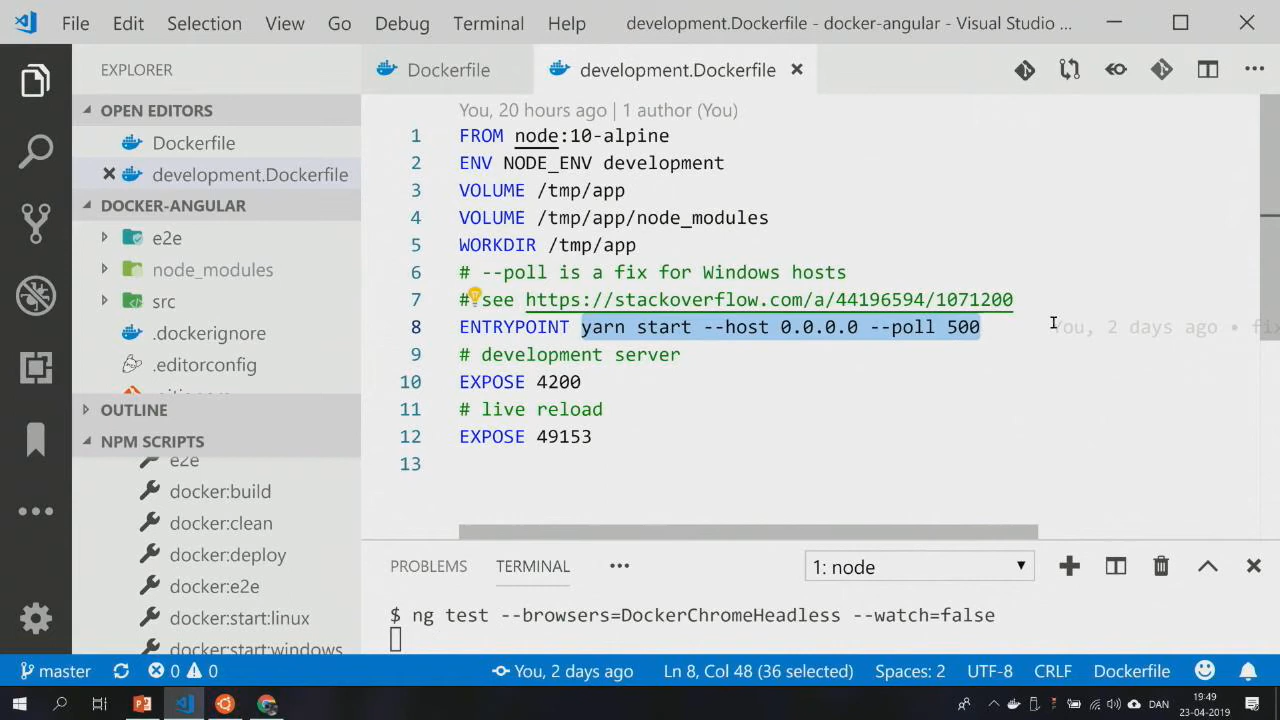 File Edit Selection View Go Debug Terminal Help development.Dockerfile - docker-angular - Visual Studio ...
EXPLORER
OPEN EDITORS
Dockerfile
development.Dockerfile
DOCKER-ANGULAR
e2e
node_modules
src
.dockerignore
.editorconfig
OUTLINE
NPM SCRIPTS
e2e
docker:build
docker:clean
docker:deploy
docker:e2e
docker:start:linux
docker:start:windows
Dockerfile development.Dockerfile
You, 20 hours ago | 1 author (You)
1 FROM node:10-alpine
2 ENV NODE_ENV development
3 VOLUME /tmp/app
4 VOLUME /tmp/app/node_modules
5 WORKDIR /tmp/app
6 # --poll is a fix for Windows hosts
7 # see https://stackoverflow.com/a/44196594/1071200
8 ENTRYPOINT yarn start --host 0.0.0.0 --poll 500 You, 2 days ago •
9 # development server
10 EXPOSE 4200
11 # live reload
12 EXPOSE 49153
13
PROBLEMS TERMINAL ••• 1: node
$ ng test --browsers=DockerChromeHeadless --watch=false
master 0 0 You, 2 days ago Ln 8, Col 48 (36 selected) Spaces: 2 UTF-8 CRLF Dockerfile
DAN 19:49
23-04-2019